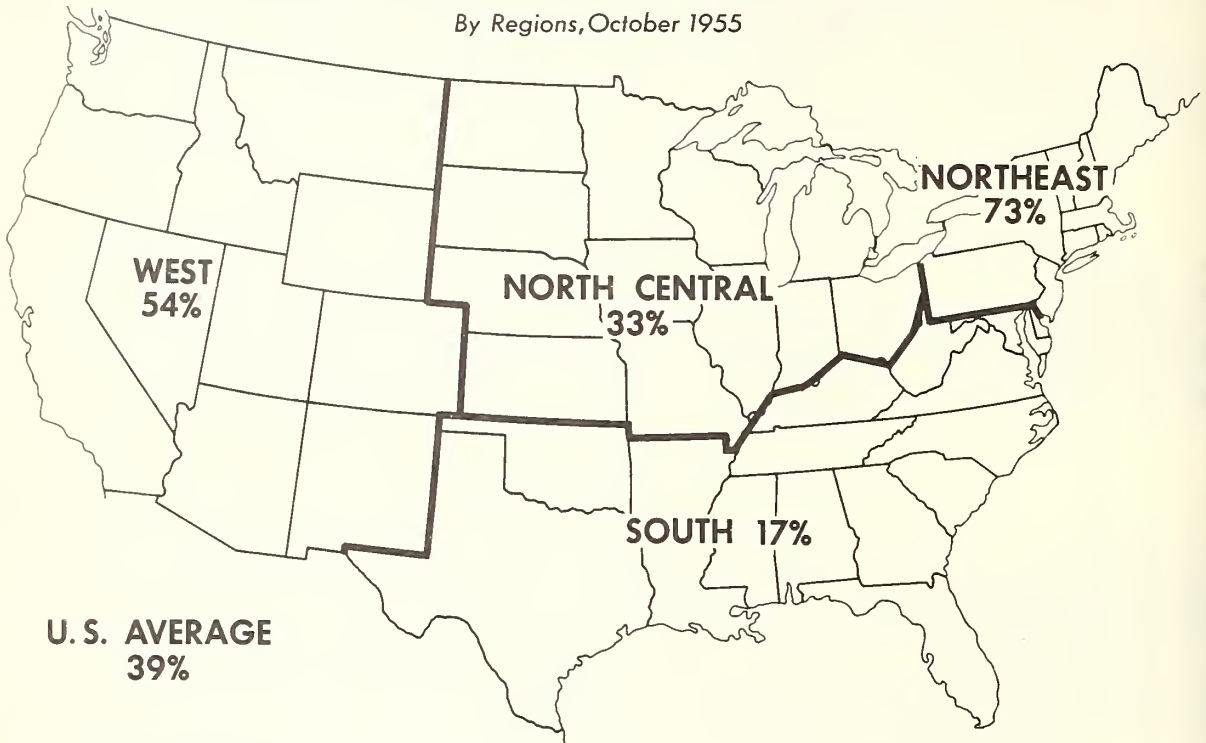 By Regions, October 1955
NORTHEAST
73%
WEST
54%
NORTH CENTRAL
33%
SOUTH 17%
U. S. AVERAGE
39%